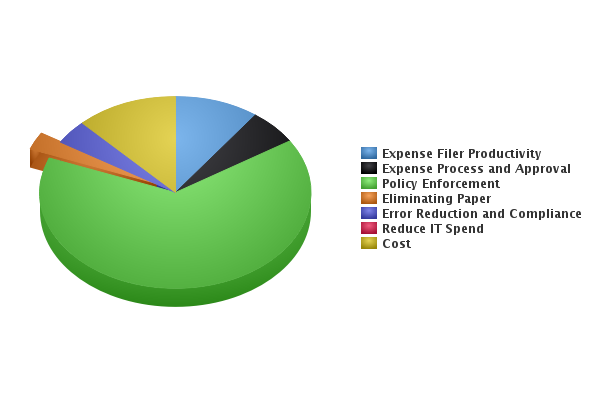 Expense Filer Productivity
Expense Process and Approval
Policy Enforcement
Eliminating Paper
Error Reduction and Compliance
Reduce IT Spend
Cost